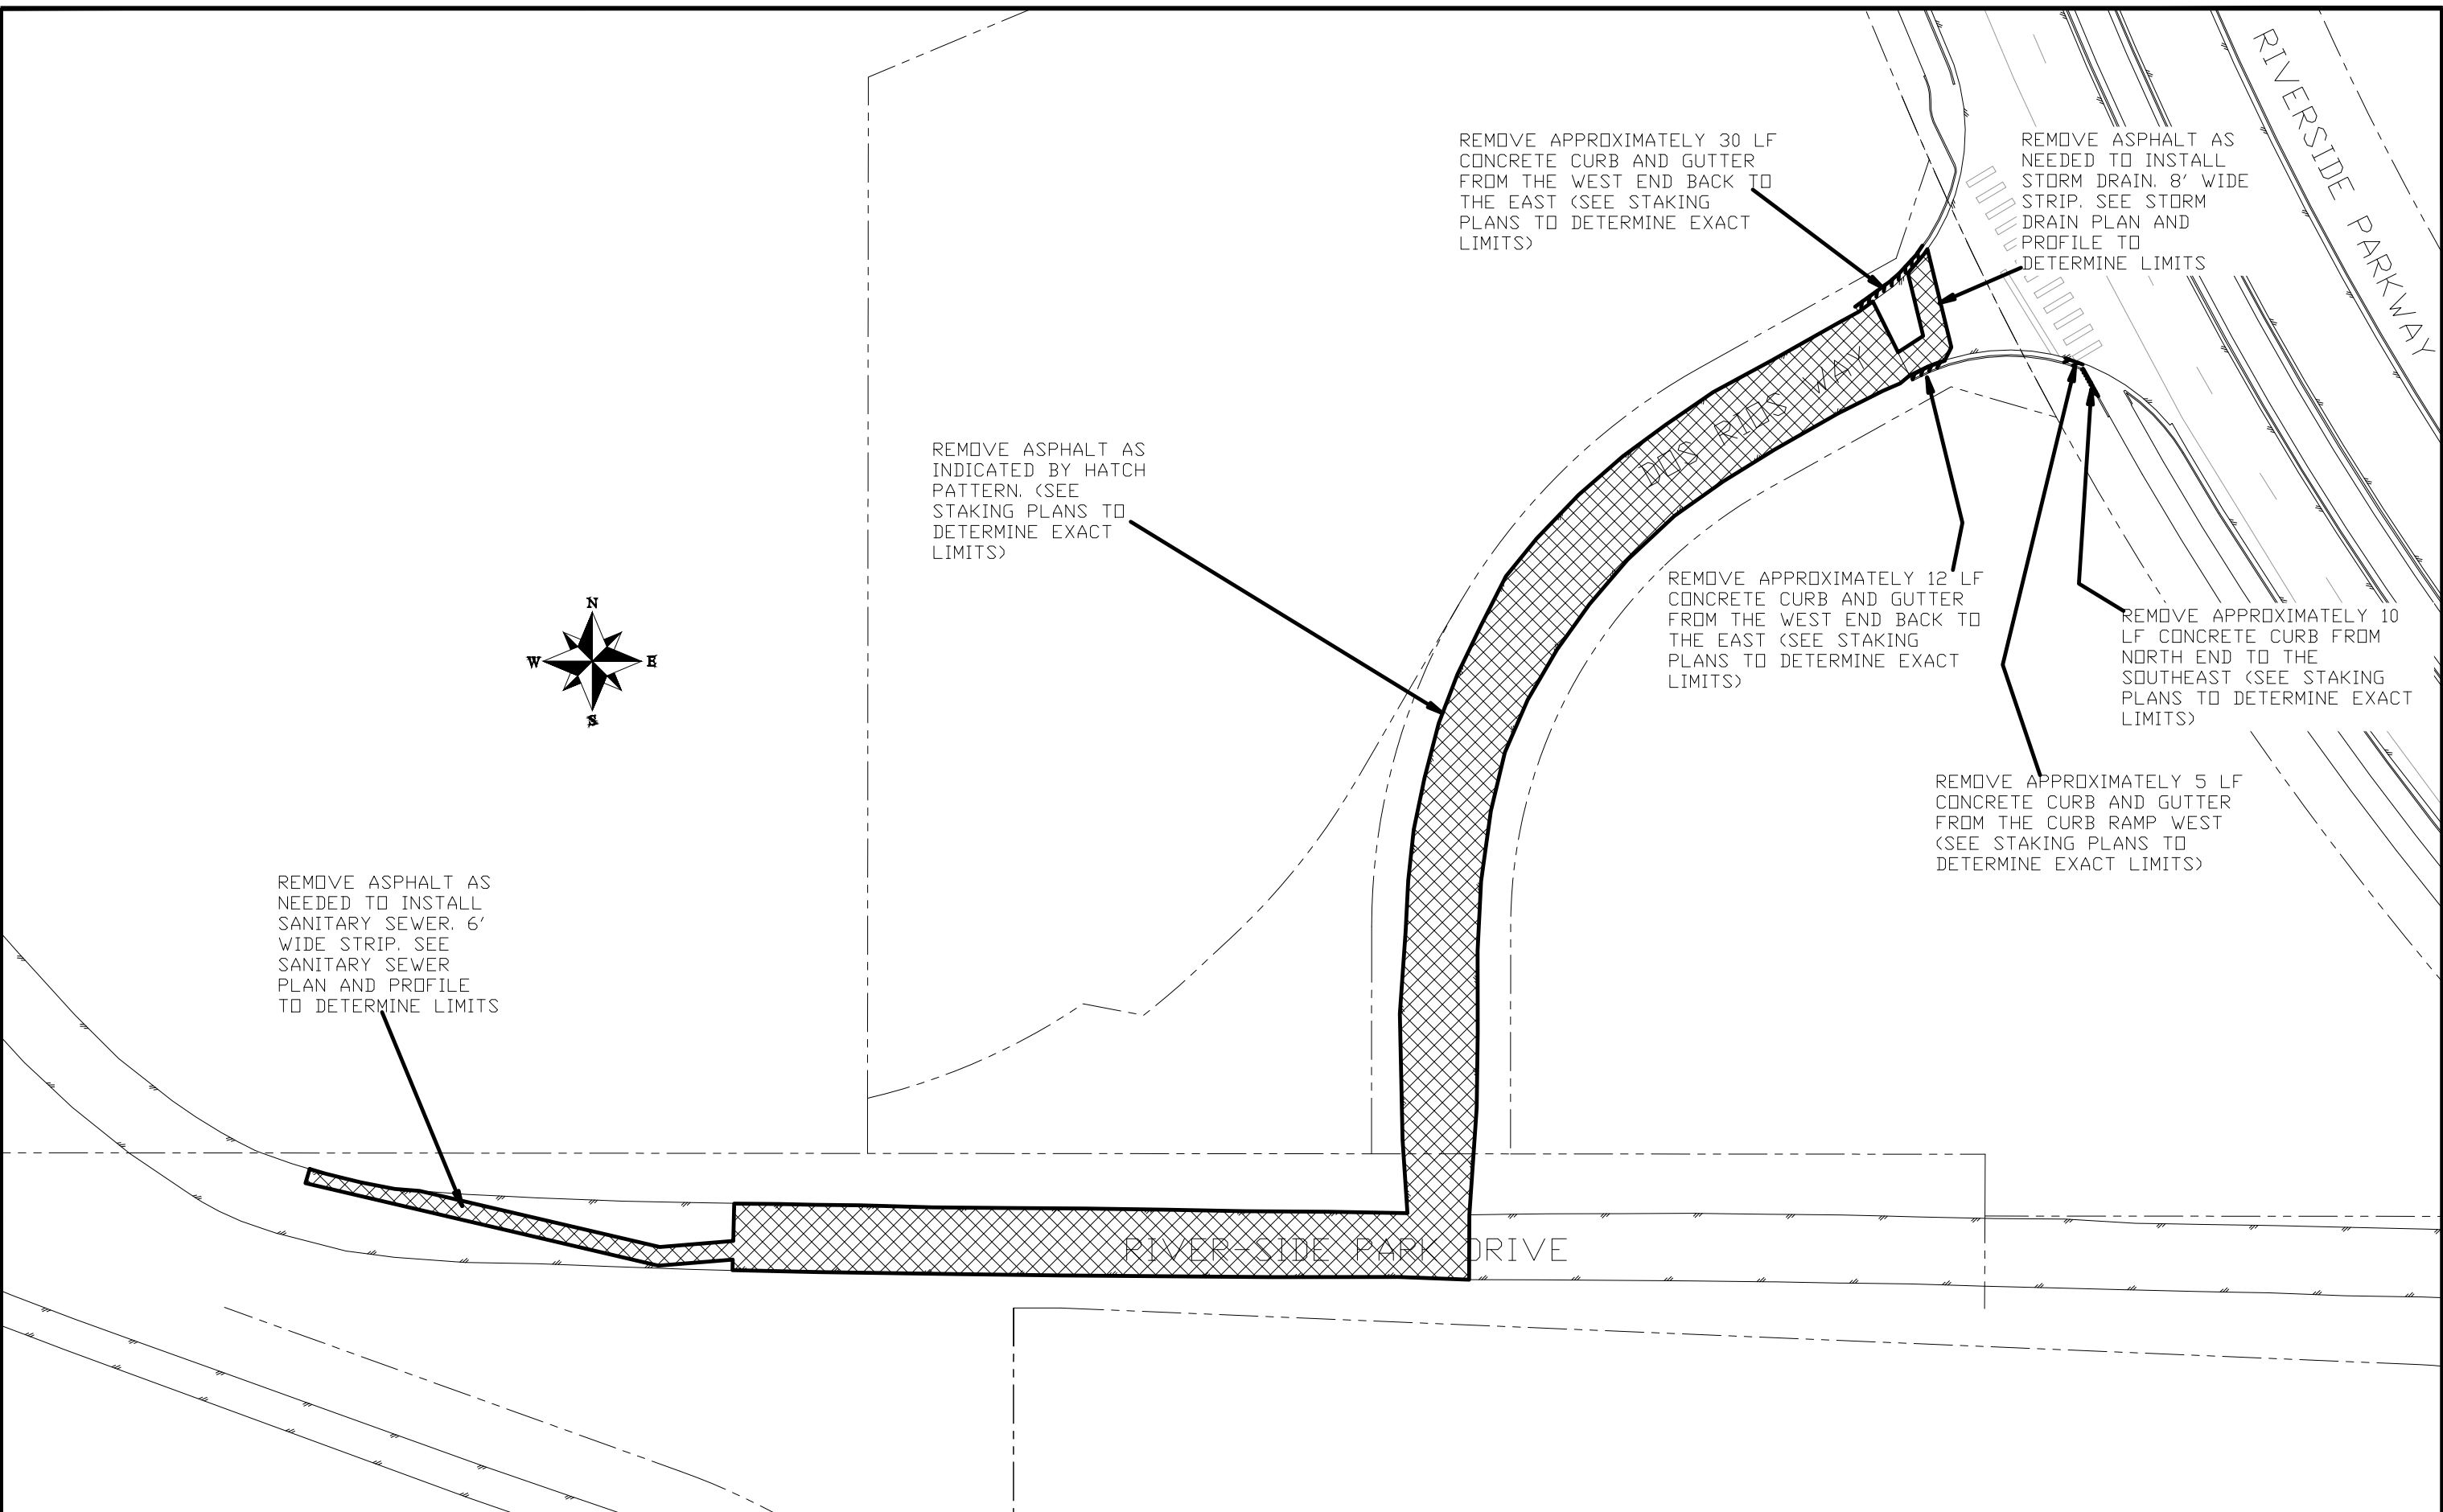 RIVERSIDE PARKWAY
REMOVE APPROXIMATELY 30 LF
CONCRETE CURB AND GUTTER
FROM THE WEST END BACK TO
THE EAST (SEE STAKING
PLANS TO DETERMINE EXACT
LIMITS)
REMOVE ASPHALT AS
NEEDED TO INSTALL
STORM DRAIN. 8' WIDE
STRIP. SEE STORM
DRAIN PLAN AND
PROFILE TO
DETERMINE LIMITS
WAY
REMOVE ASPHALT AS
INDICATED BY HATCH
PATTERN. (SEE
STAKING PLANS TO
DETERMINE EXACT
LIMITS)
REMOVE APPROXIMATELY 12 LF
CONCRETE CURB AND GUTTER
FROM THE WEST END BACK TO
THE EAST (SEE STAKING
PLANS TO DETERMINE EXACT
LIMITS)
REMOVE APPROXIMATELY 10
LF CONCRETE CURB FROM
NORTH END TO THE
SOUTHEAST (SEE STAKING
PLANS TO DETERMINE EXACT
LIMITS)
N
W E
S
REMOVE APPROXIMATELY 5 LF
CONCRETE CURB AND GUTTER
FROM THE CURB RAMP WEST
(SEE STAKING PLANS TO
DETERMINE EXACT LIMITS)
REMOVE ASPHALT AS
NEEDED TO INSTALL
SANITARY SEWER. 6'
WIDE STRIP. SEE
SANITARY SEWER
PLAN AND PROFILE
TO DETERMINE LIMITS
RIVER-SIDE PARK DRIVE